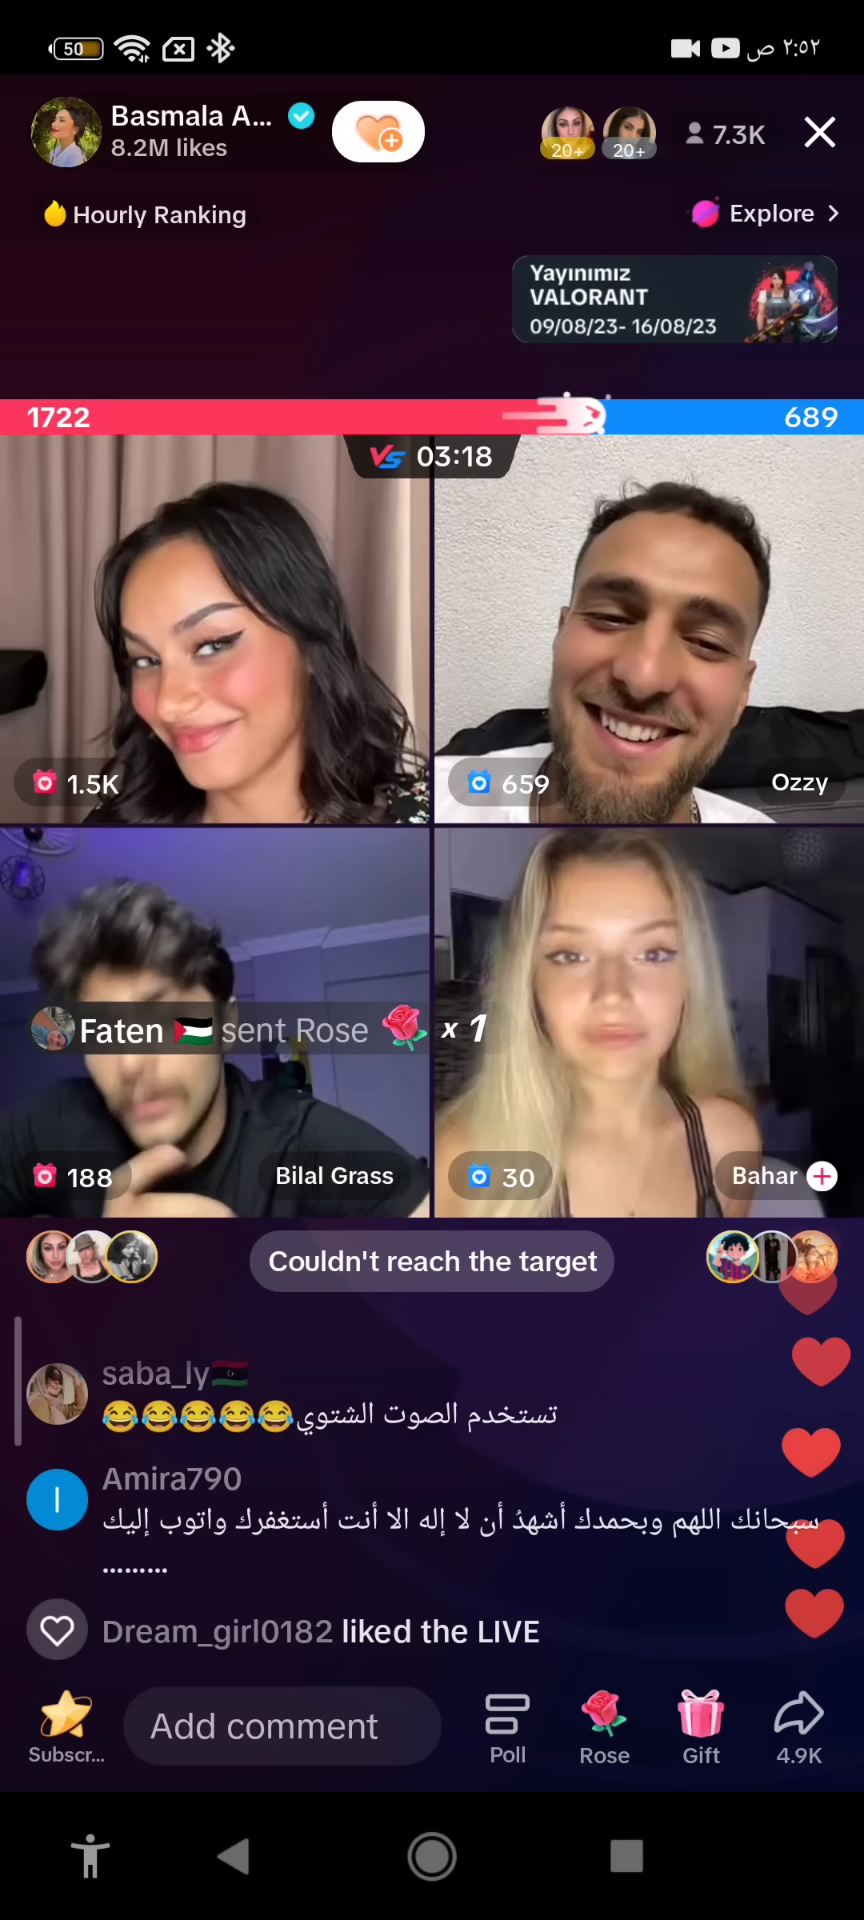 50
٢:٥٢ ص
Basmala A...
8.2M likes
20+
20+
7.3K
Hourly Ranking
Explore >
Yayınımız
VALORANT
09/08/23- 16/08/23
1722
689
VS 03:18
1.5K
659
Ozzy
Faten 🇵🇸 sent Rose 🌹 x 1
188
Bilal Grass
30
Bahar +
Couldn't reach the target
saba_ly🇱🇾
تستخدم الصوت الشتوي😂😂😂😂😂
I
Amira790
سبحانك اللهم وبحمدك أشهدُ أن لا إله الا أنت أستغفرك واتوب إليك
.........
Dream_girl0182 liked the LIVE
Subscr...
Add comment
Poll
Rose
Gift
4.9K